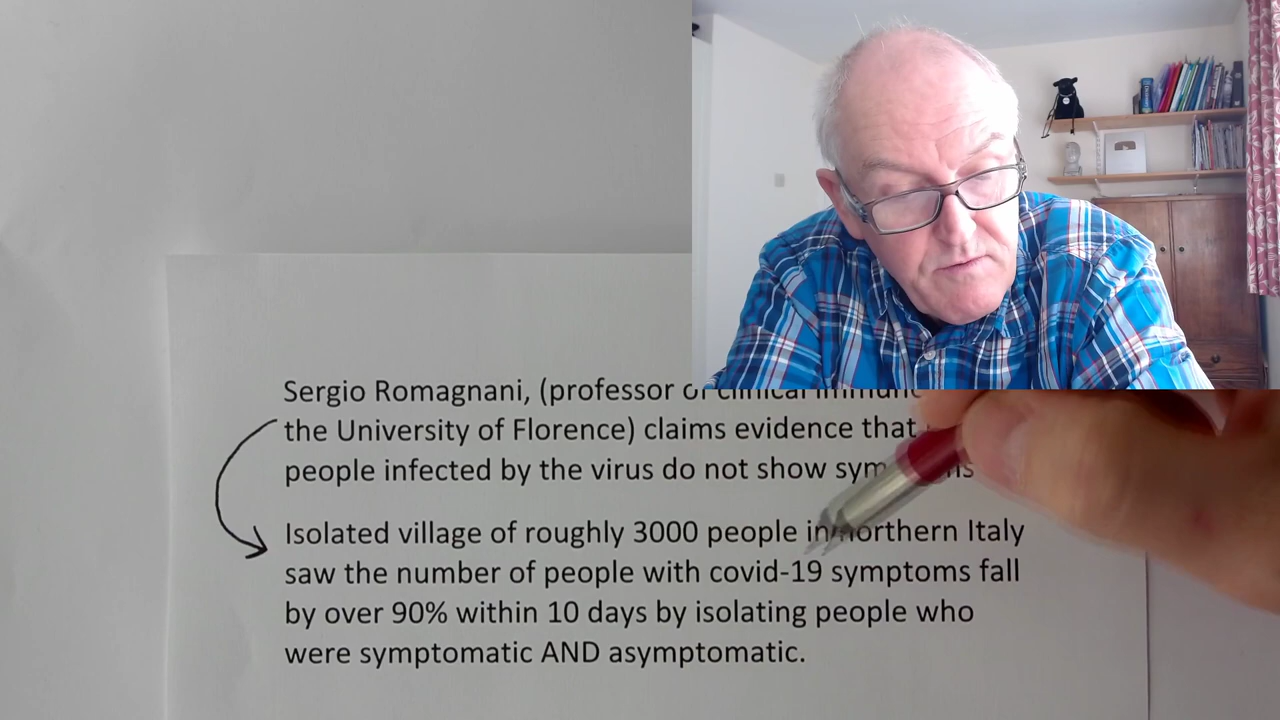 Sergio Romagnani, (professor of clinical
the University of Florence) claims evidence that
people infected by the virus do not show
Isolated village of roughly 3000 people in northern Italy
saw the number of people with covid-19 symptoms fall
by over 90% within 10 days by isolating people who
were symptomatic AND asymptomatic.